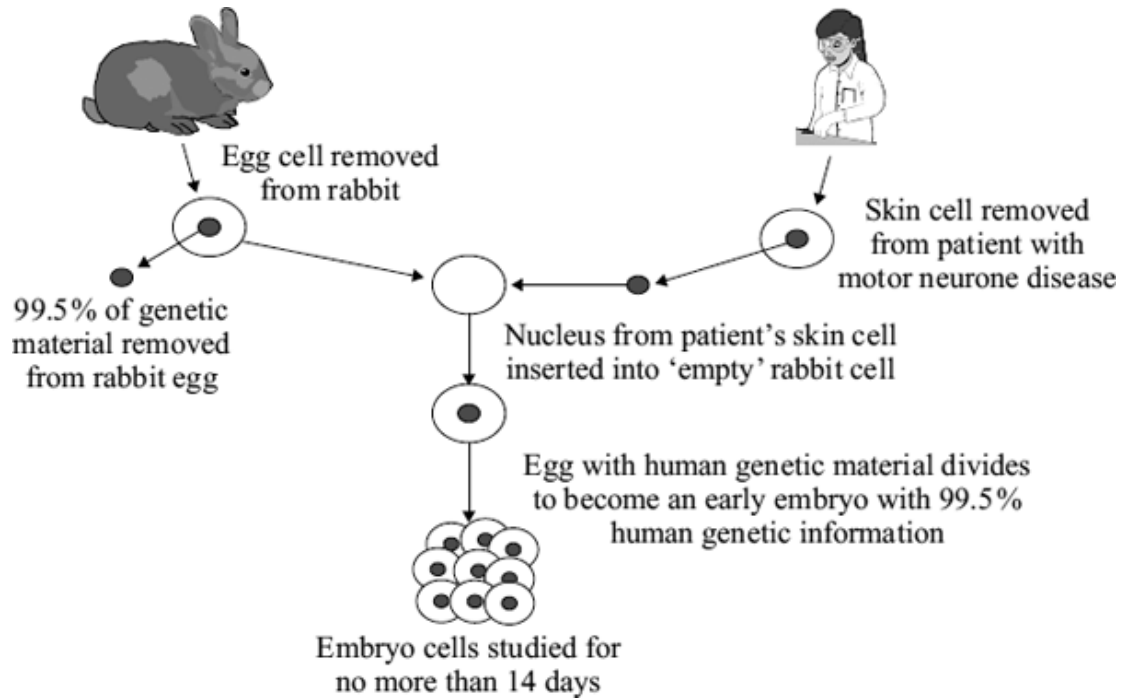 Egg cell removed
from rabbit
Skin cell removed
from patient with
motor neurone disease
99.5% of genetic
material removed
from rabbit egg
Nucleus from patient's skin cell
inserted into 'empty' rabbit cell
Egg with human genetic material divides
to become an early embryo with 99.5%
human genetic information
Embryo cells studied for
no more than 14 days